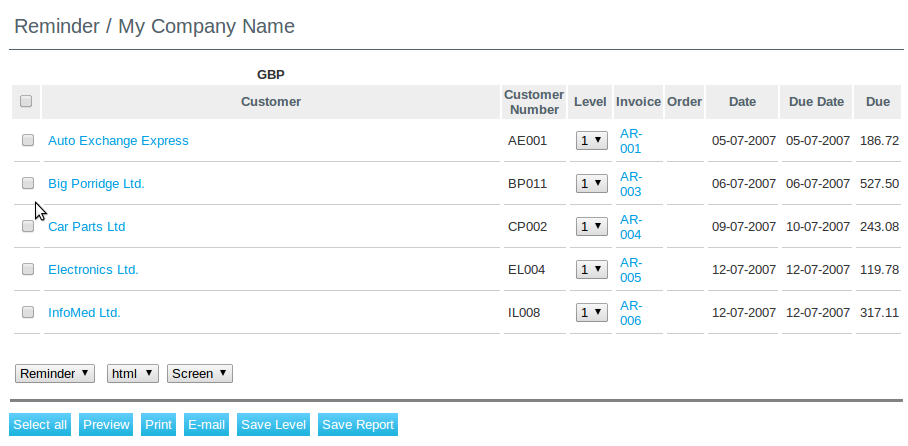 Reminder / My Company Name
GBP
Customer Customer Number Level Invoice Order Date Due Date Due
Auto Exchange Express AE001 1 AR-001 05-07-2007 05-07-2007 186.72
Big Porridge Ltd. BP011 1 AR-003 06-07-2007 06-07-2007 527.50
Car Parts Ltd CP002 1 AR-004 09-07-2007 10-07-2007 243.08
Electronics Ltd. EL004 1 AR-005 12-07-2007 12-07-2007 119.78
InfoMed Ltd. IL008 1 AR-006 12-07-2007 12-07-2007 317.11
Reminder html Screen
Select all Preview Print E-mail Save Level Save Report